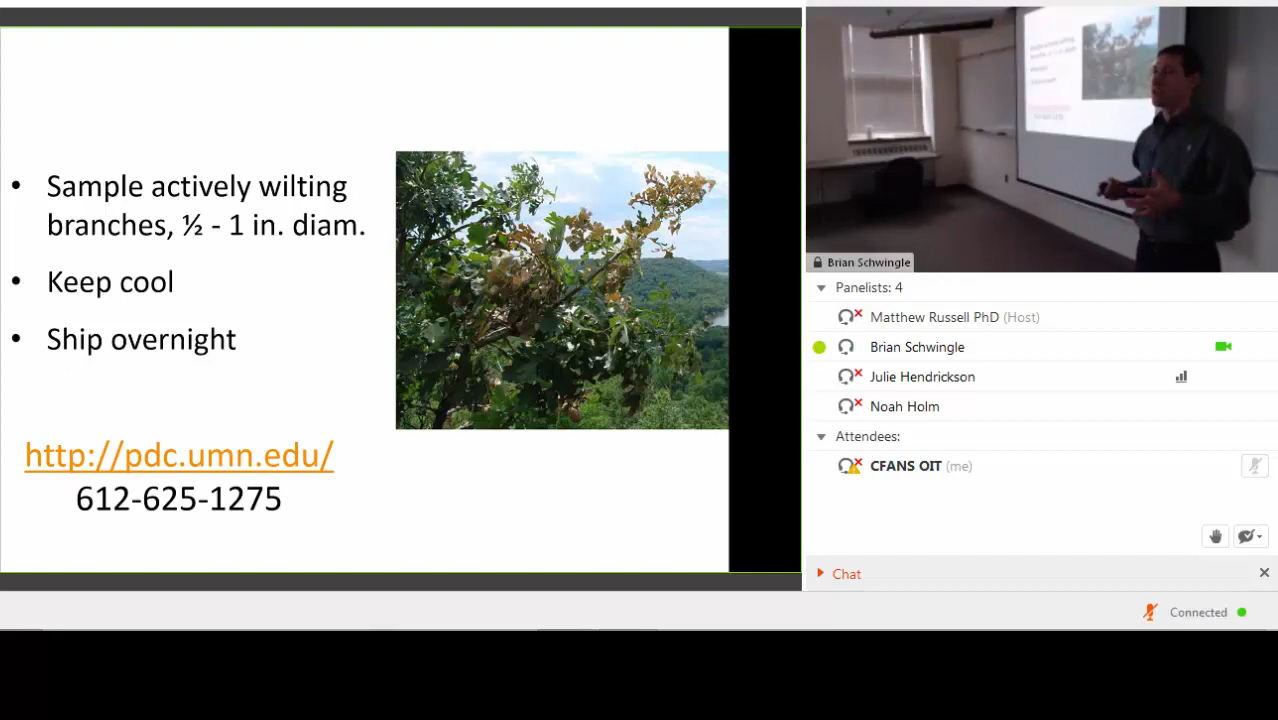 • Sample actively wilting
branches, ½ - 1 in. diam.
• Keep cool
• Ship overnight
http://pdc.umn.edu/
612-625-1275
Brian Schwingle
Panelists: 4
Matthew Russell PhD (Host)
Brian Schwingle
Julie Hendrickson
Noah Holm
Attendees:
CFANS OIT (me)
Chat
Connected